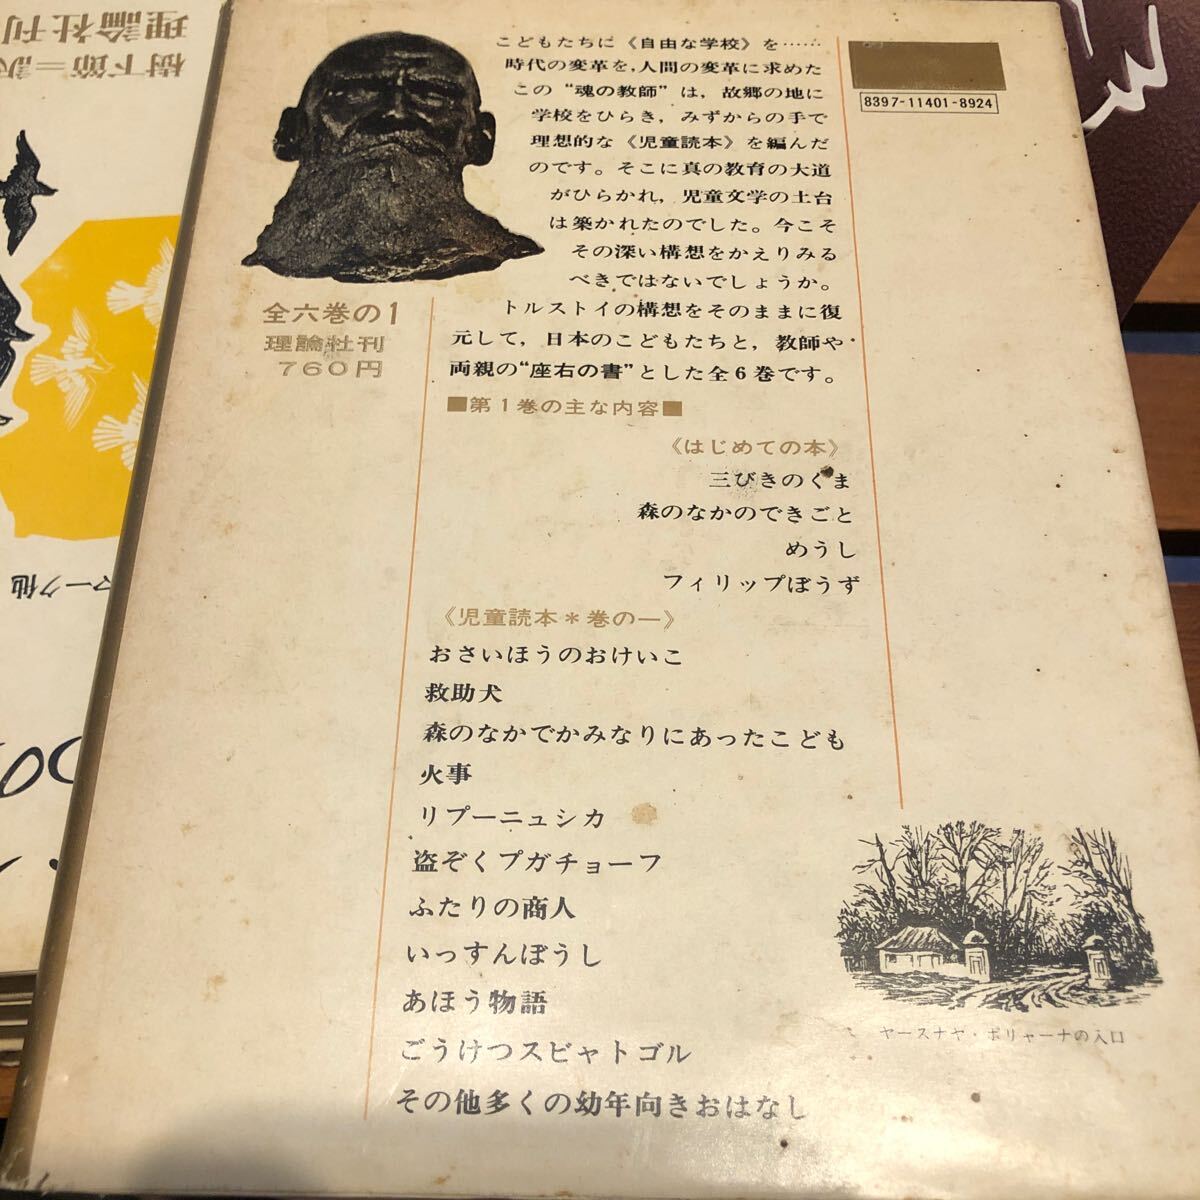 こどもたちに《自由な学校》を……
時代の変革を,人間の変革に求めた
この“魂の教師”は，故郷の地に
学校をひらき，みずからの手で
理想的な《児童読本》を編んだ
のです。そこに真の教育の大道
がひらかれ，児童文学の土台
は築かれたのでした。今こそ
その深い構想をかえりみる
べきではないでしょうか。
トルストイの構想をそのままに復
元して，日本のこどもたちと，教師や
両親の“座右の書”とした全6巻です。
8397-11401-8924
全六巻の1
理論社刊
760円
■第1巻の主な内容■
《はじめての本》
三びきのくま
森のなかのできごと
めうし
フィリップぼうず
《児童読本＊巻の一》
おさいほうのおけいこ
救助犬
森のなかでかみなりにあったこども
火事
リプーニュシカ
盗ぞくプガチョーフ
ふたりの商人
いっすんぼうし
あほう物語
ごうけつスビャトゴル
その他多くの幼年向きおはなし
ヤースナヤ・ポリャーナの入口
理論社刊
樹下節＝訳
マーク他